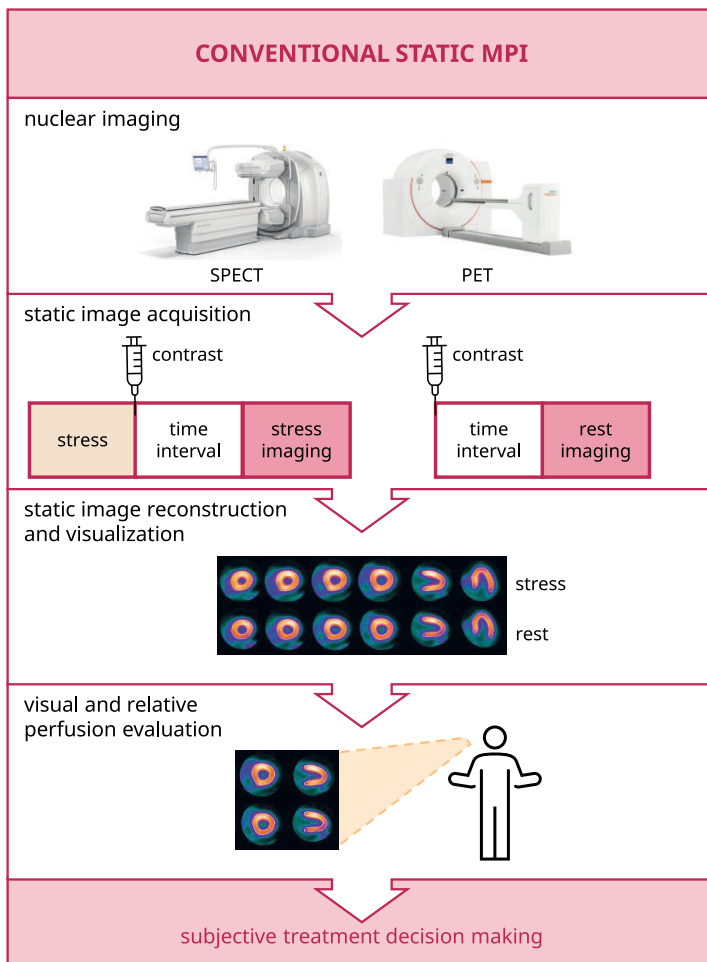 CONVENTIONAL STATIC MPI
nuclear imaging
SPECT
PET
static image acquisition
contrast
contrast
stress
time
interval
stress
imaging
time
interval
rest
imaging
static image reconstruction
and visualization
stress
rest
visual and relative
perfusion evaluation
subjective treatment decision making